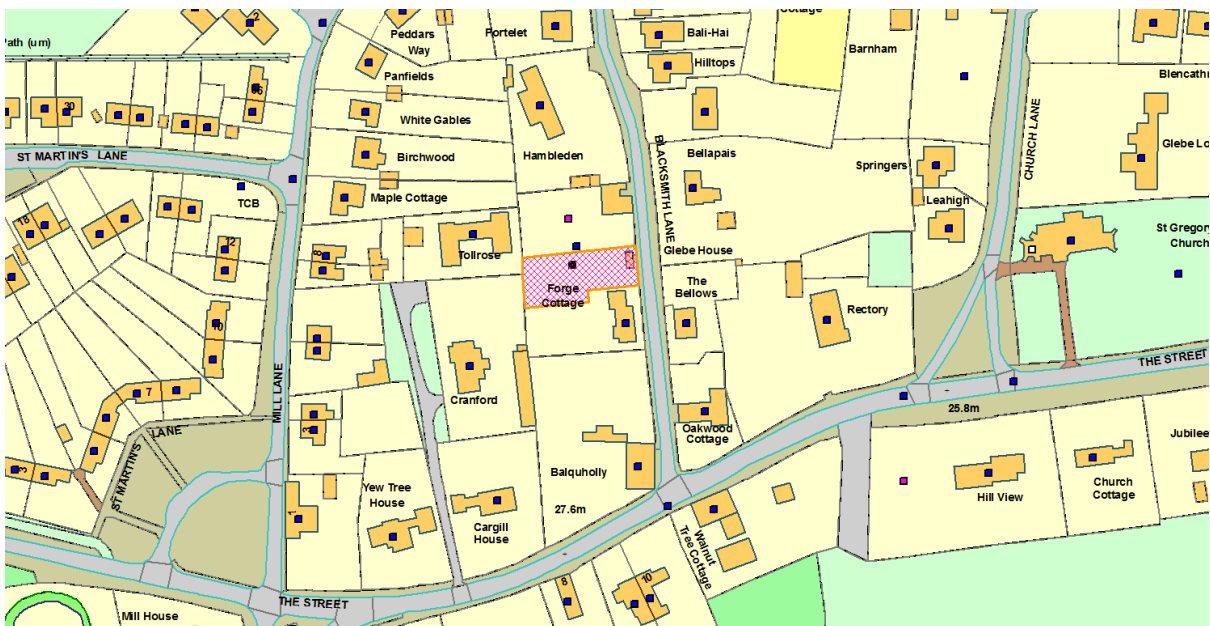 Cottage
2
Portelet
Peddars
Way
Bali-Hai
Path (um)
Barnham
Hilltops
Panfields
Blencathr
36
30
White Gables
CHURCH LANE
BLACKSMITH LANE
Glebe Lo
ST MARTIN'S LANE
Birchwood
Hambleden
Bellapais
Springers
Maple Cottage
TCB
Leahigh
18
St Gregory
Church
12
8
Tollrose
Glebe House
The
Bellows
Forge
Cottage
Rectory
10
MILL LANE
THE STREET
7
Cranford
25.8m
3
ST MARTIN'S LANE
Oakwood
Cottage
Jubilee
3
Balquholly
Hill View
Church
Cottage
Yew Tree
House
1
27.6m
Cargill
House
Walnut
Tree Cottage
8
10
THE STREET
Mill House